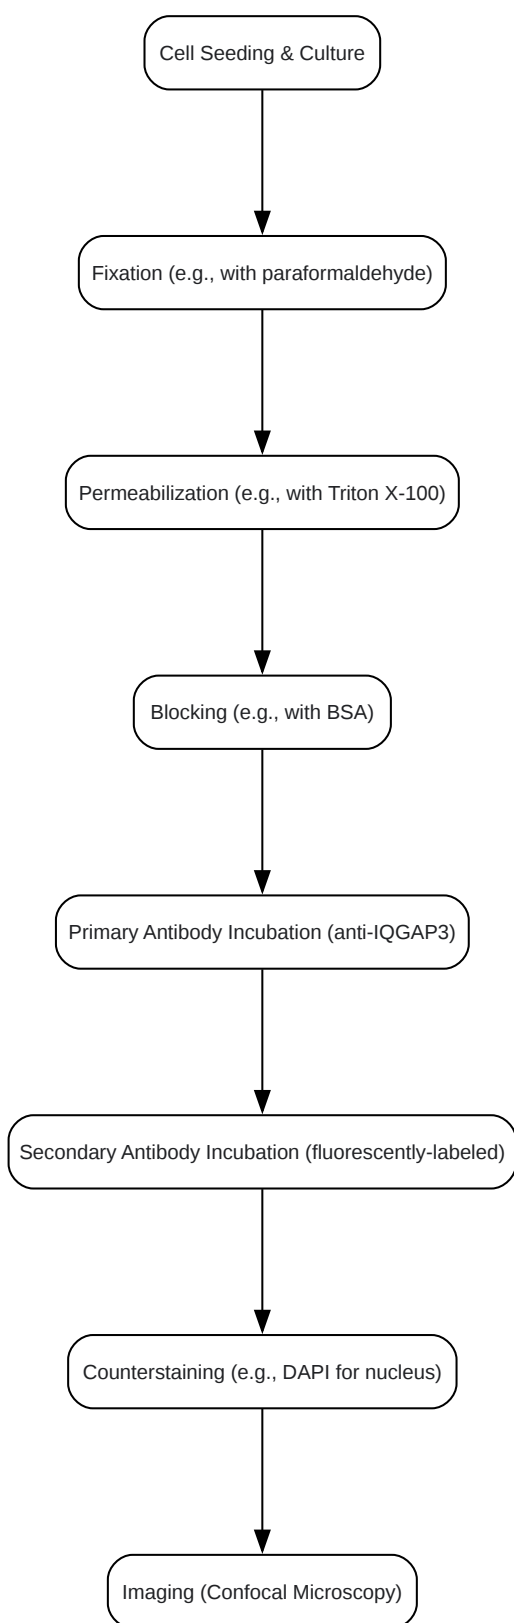 Cell Seeding & Culture
Fixation (e.g., with paraformaldehyde)
Permeabilization (e.g., with Triton X-100)
Blocking (e.g., with BSA)
Primary Antibody Incubation (anti-IQGAP3)
Secondary Antibody Incubation (fluorescently-labeled)
Counterstaining (e.g., DAPI for nucleus)
Imaging (Confocal Microscopy)